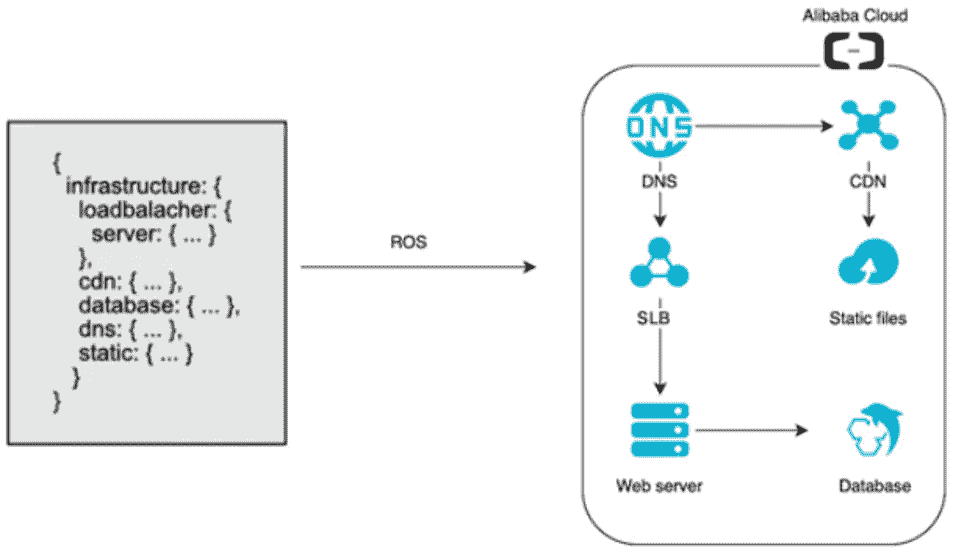 Alibaba Cloud
{
infrastructure: {
loadbalacher: {
server: { ... }
},
cdn: { ... },
database: { ... },
dns: { ... },
static: { ... }
}
}
ROS
DNS
DNS
CDN
SLB
Static files
Web server
Database